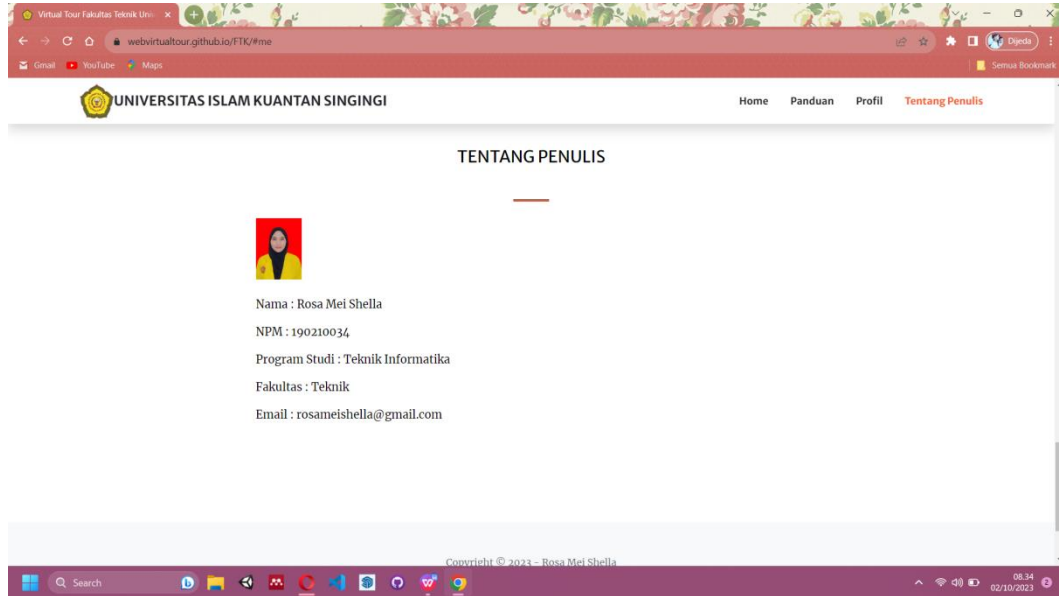 Virtual Tour Fakultas Teknik Univ
webvirtualtour.github.io/FTK/#me
Dijeda
Gmail YouTube Maps Semua Bookmark
UNIVERSITAS ISLAM KUANTAN SINGINGI
Home Panduan Profil Tentang Penulis
TENTANG PENULIS
Nama : Rosa Mei Shella
NPM : 190210034
Program Studi : Teknik Informatika
Fakultas : Teknik
Email : rosameishella@gmail.com
Copyright © 2023 - Rosa Mei Shella
Search
08.34
02/10/2023
2